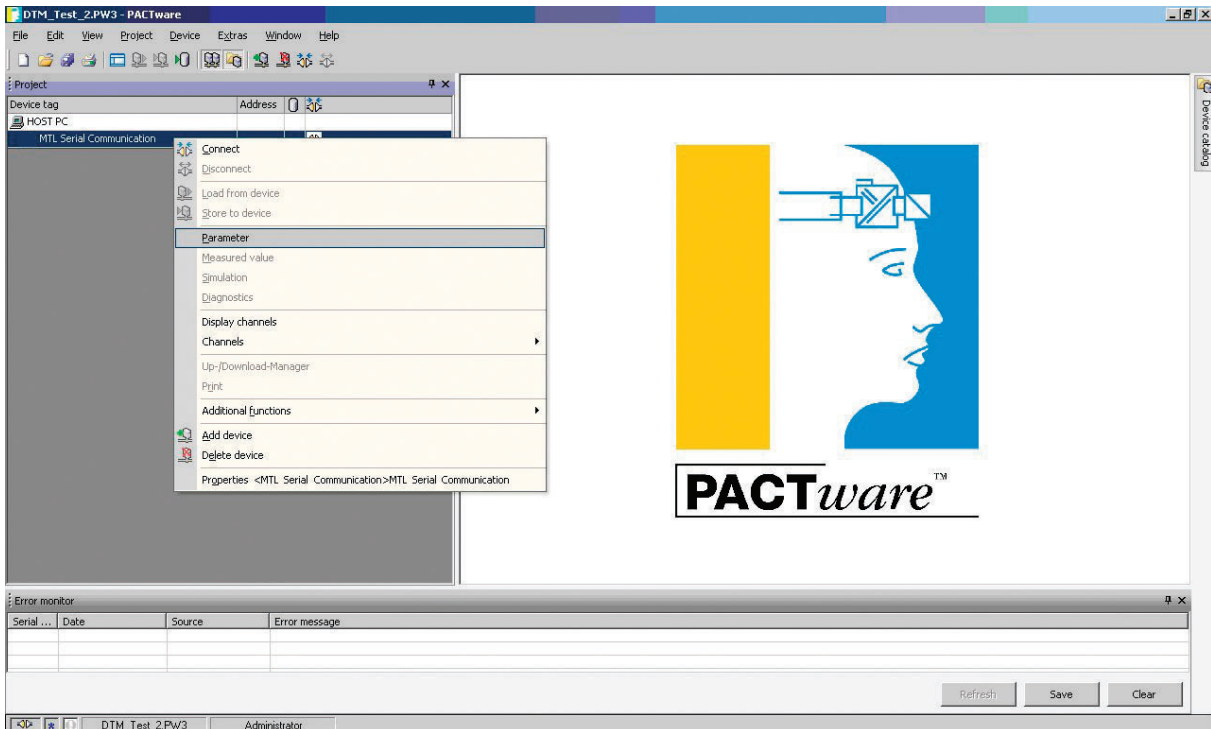 DTM_Test_2.PW3 - PACTware
File Edit View Project Device Extras Window Help
Project
Device tag Address
HOST PC
MTL Serial Communication
Connect
Disconnect
Load from device
Store to device
Parameter
Measured value
Simulation
Diagnostics
Display channels
Channels
Up-/Download-Manager
Print
Additional functions
Add device
Delete device
Properties <MTL Serial Communication>MTL Serial Communication
Device catalog
PACTware™
Error monitor
Serial ... Date Source Error message
Refresh Save Clear
DTM_Test_2.PW3 Administrator